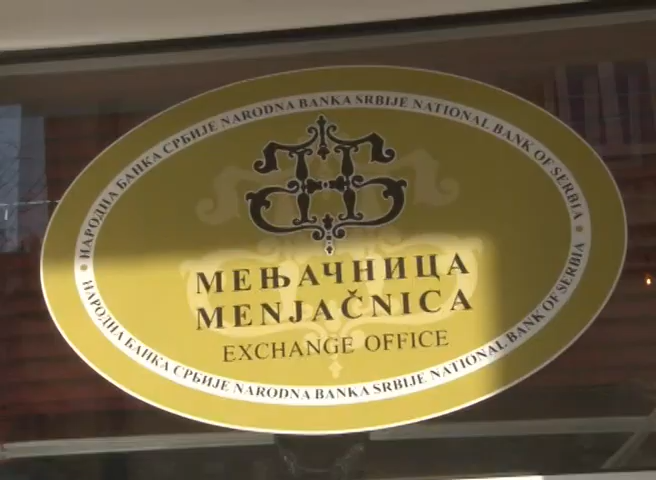 НАРОДНА БАНКА СРБИЈЕ NARODNA BANKA SRBIJE NATIONAL BANK OF SERBIA
МЕЊАЧНИЦА
MENJAČNICA
EXCHANGE OFFICE
НАРОДНА БАНКА СРБИЈЕ NARODNA BANKA SRBIJE NATIONAL BANK OF SERBIA